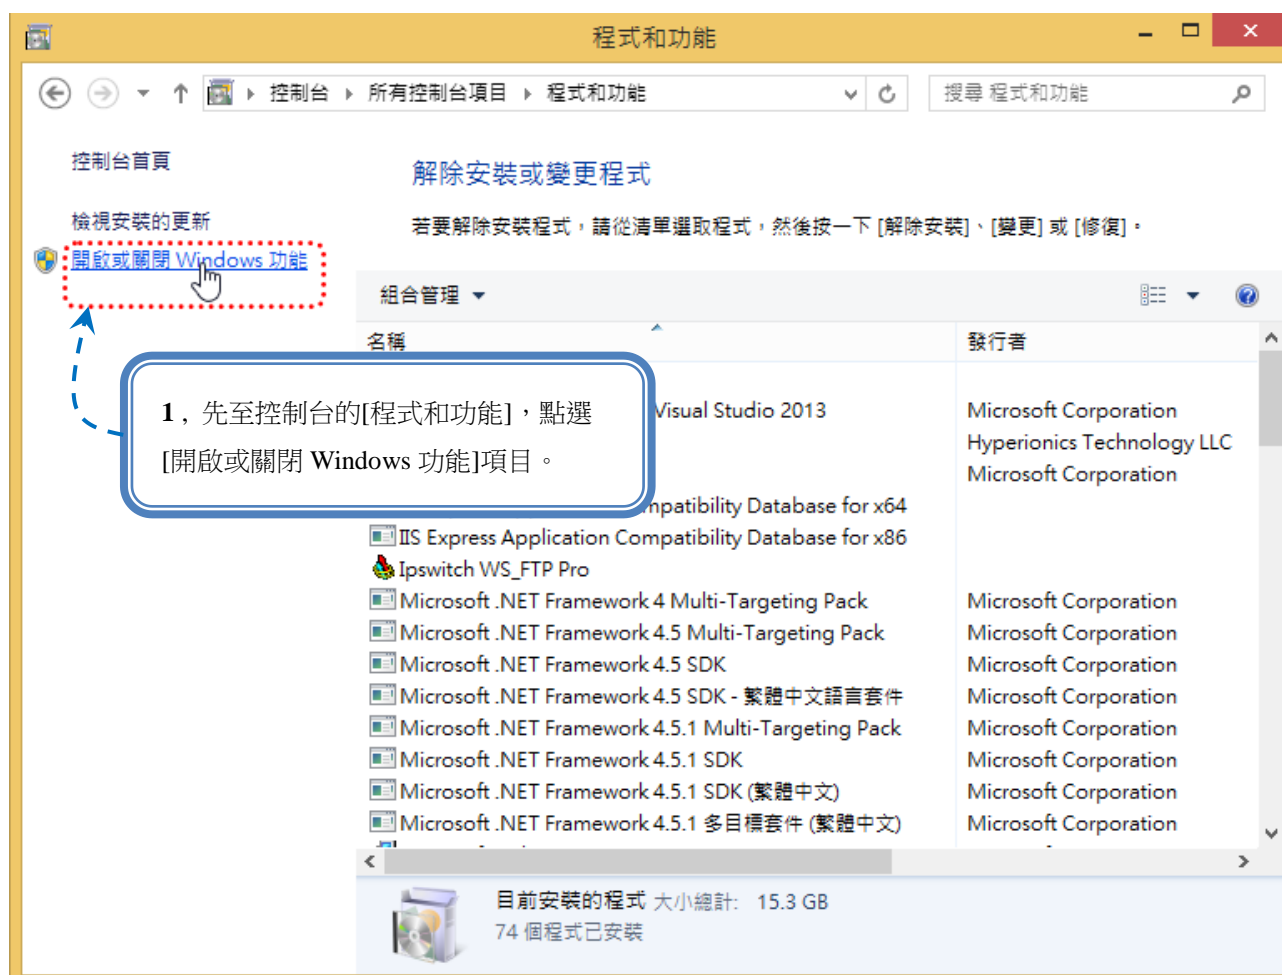 程式和功能
控制台 所有控制台項目 程式和功能
搜尋 程式和功能
控制台首頁
檢視安裝的更新
開啟或關閉 Windows 功能
解除安裝或變更程式
若要解除安裝程式，請從清單選取程式，然後按一下 [解除安裝]、[變更] 或 [修復]。
組合管理
名稱 發行者
1 , 先至控制台的[程式和功能]，點選
[開啟或關閉 Windows 功能]項目。
Visual Studio 2013 Microsoft Corporation
Hyperionics Technology LLC
Microsoft Corporation
Compatibility Database for x64
IIS Express Application Compatibility Database for x86
Ipswitch WS_FTP Pro
Microsoft .NET Framework 4 Multi-Targeting Pack Microsoft Corporation
Microsoft .NET Framework 4.5 Multi-Targeting Pack Microsoft Corporation
Microsoft .NET Framework 4.5 SDK Microsoft Corporation
Microsoft .NET Framework 4.5 SDK - 繁體中文語言套件 Microsoft Corporation
Microsoft .NET Framework 4.5.1 Multi-Targeting Pack Microsoft Corporation
Microsoft .NET Framework 4.5.1 SDK Microsoft Corporation
Microsoft .NET Framework 4.5.1 SDK (繁體中文) Microsoft Corporation
Microsoft .NET Framework 4.5.1 多目標套件 (繁體中文) Microsoft Corporation
目前安裝的程式 大小總計: 15.3 GB
74 個程式已安裝